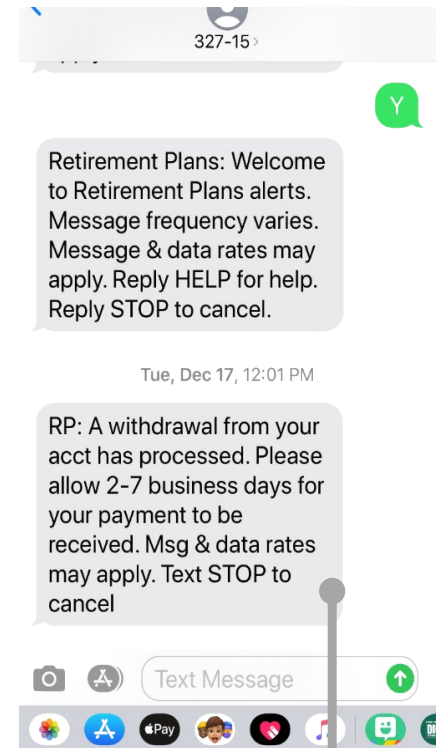 327-15 >
Y
Retirement Plans: Welcome
to Retirement Plans alerts.
Message frequency varies.
Message & data rates may
apply. Reply HELP for help.
Reply STOP to cancel.
Tue, Dec 17, 12:01 PM
RP: A withdrawal from your
acct has processed. Please
allow 2-7 business days for
your payment to be
received. Msg & data rates
may apply. Text STOP to
cancel
Text Message
Pay